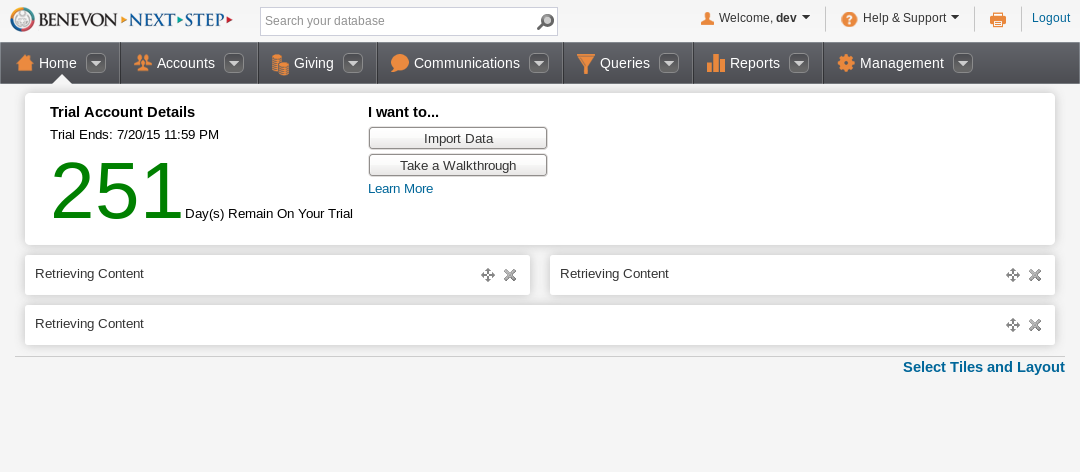 BENEVON NEXT STEP
Search your database
Welcome, dev
Help & Support
Logout
Home
Accounts
Giving
Communications
Queries
Reports
Management
Trial Account Details
Trial Ends: 7/20/15 11:59 PM
251 Day(s) Remain On Your Trial
I want to...
Import Data
Take a Walkthrough
Learn More
Retrieving Content
Retrieving Content
Retrieving Content
Select Tiles and Layout